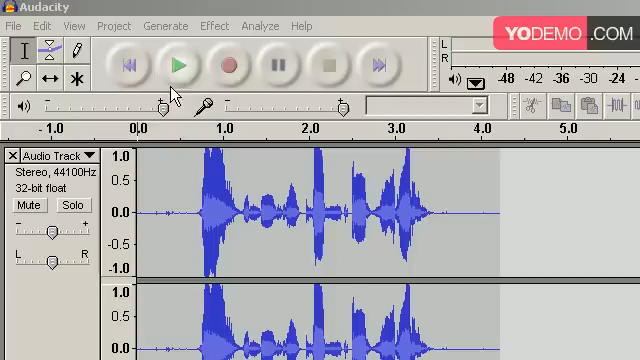 Audacity
File Edit View Project Generate Effect Analyze Help
YODEMO .COM
L
R
-48 -42 -36 -30 -24 -18 -12
- 1.0 0.0 1.0 2.0 3.0 4.0 5.0
Audio Track
Stereo, 44100Hz
32-bit float
Mute Solo
- +
L R
1.0
0.5
0.0
-0.5
-1.0
1.0
0.5
0.0